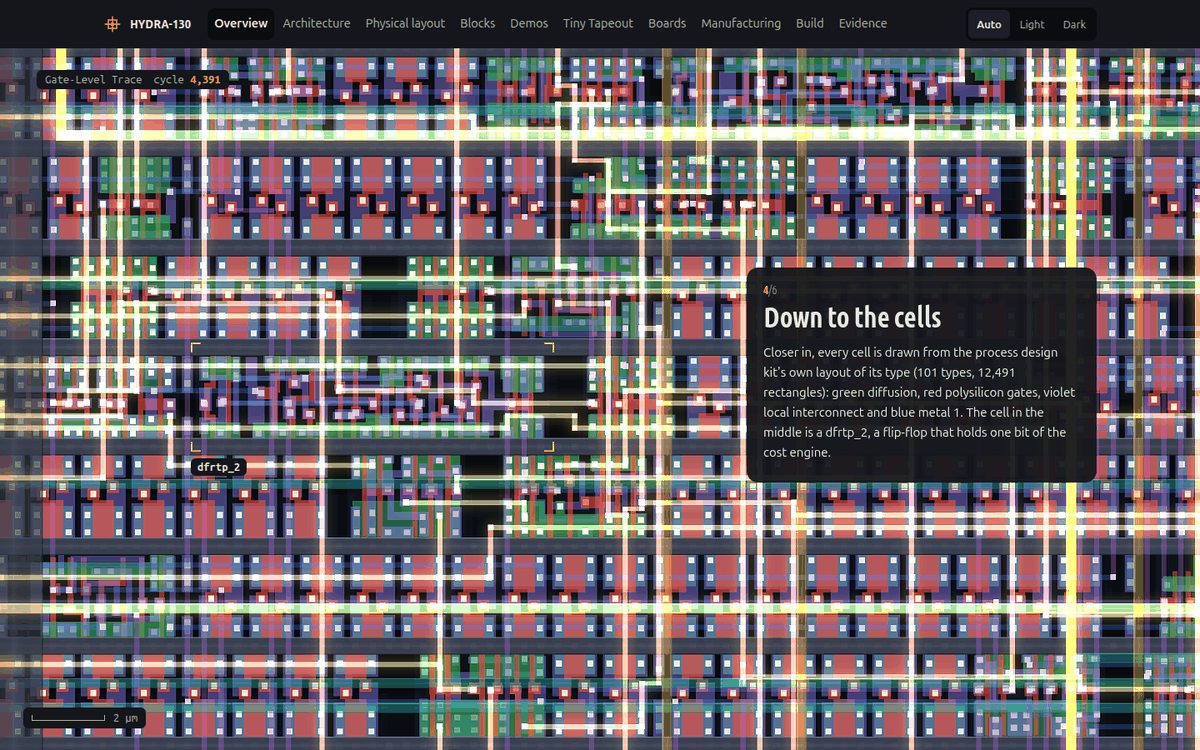 HYDRA-130
Overview
Architecture
Physical layout
Blocks
Demos
Tiny Tapeout
Boards
Manufacturing
Build
Evidence
Auto
Light
Dark
Gate-Level Trace cycle 4,391
4/6
Down to the cells
Closer in, every cell is drawn from the process design
kit's own layout of its type (101 types, 12,491
rectangles): green diffusion, red polysilicon gates, violet
local interconnect and blue metal 1. The cell in the
middle is a dfrtp_2, a flip-flop that holds one bit of the
cost engine.
dfrtp_2
2 µm